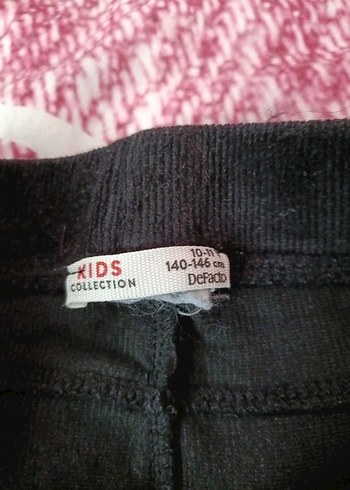 KIDS
COLLECTION
10-11
140-146 cm
DeFacto